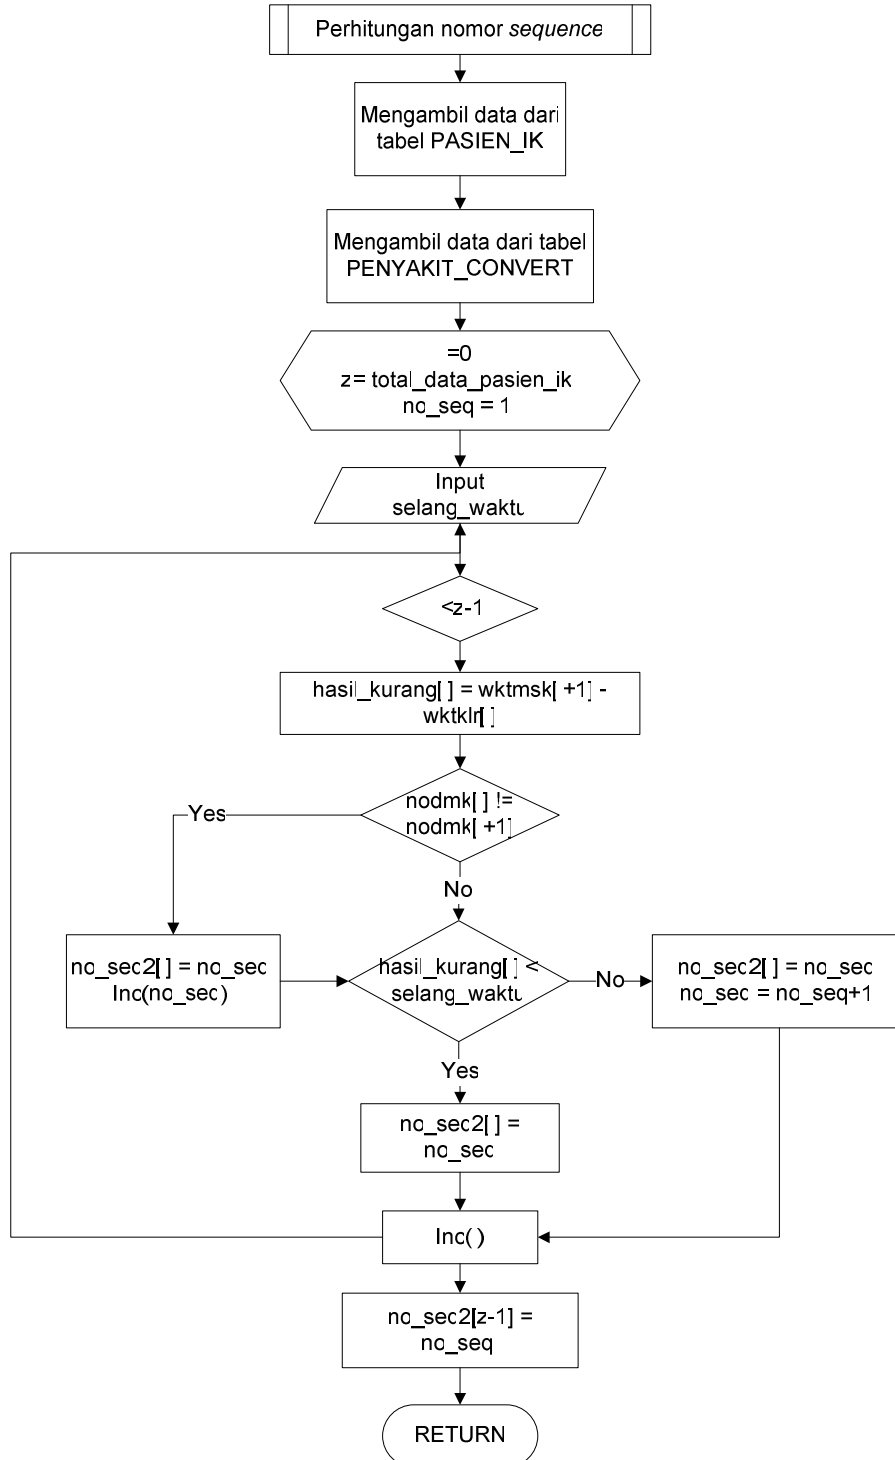 Perhitungan nomor sequence
Mengambil data dari
tabel PASIEN_IK
Mengambil data dari tabel
PENYAKIT_CONVERT
=0
z= total_data_pasien_ik
no_seq = 1
Input
selang_waktu
<z-1
hasil_kurang[ ] = wktmsk[ +1] -
wktklr[ ]
nodmk[ ] !=
nodmk[ +1]
Yes
No
no_sec2[ ] = no_sec
Inc(no_sec)
hasil_kurang[ ] <
selang_waktu
No
no_sec2[ ] = no_sec
no_sec = no_seq+1
Yes
no_sec2[ ] =
no_sec
Inc( )
no_sec2[z-1] =
no_seq
RETURN